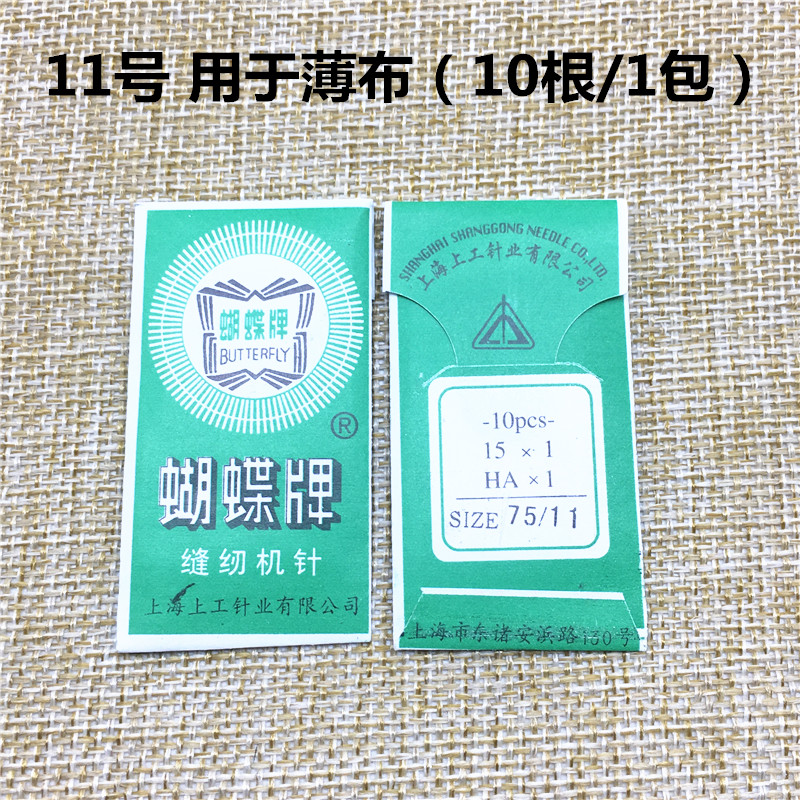 11号 用于薄布（10根/1包）
蝴蝶牌
BUTTERFLY
®
蝴蝶牌
缝纫机针
上海上工针业有限公司
SHANGHAI SHANGGONG NEEDLE CO.,LTD.
上海上工针业有限公司
-10pcs-
15 × 1
HA × 1
SIZE 75/11
上海市东诸安浜路130号